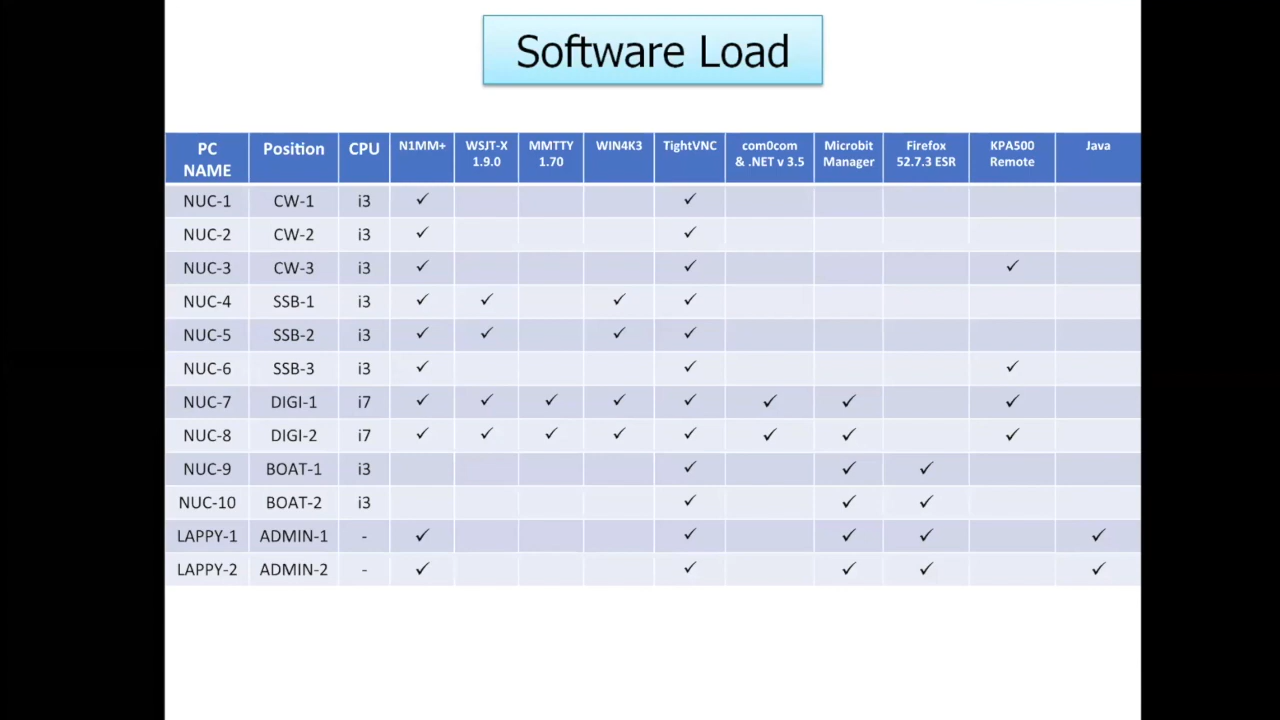 Software Load
PC NAME Position CPU N1MM+ WSJT-X 1.9.0 MMTTY 1.70 WIN4K3 TightVNC com0com & .NET v 3.5 Microbit Manager Firefox 52.7.3 ESR KPA500 Remote Java
NUC-1 CW-1 i3 ✓ ✓
NUC-2 CW-2 i3 ✓ ✓
NUC-3 CW-3 i3 ✓ ✓ ✓
NUC-4 SSB-1 i3 ✓ ✓ ✓ ✓
NUC-5 SSB-2 i3 ✓ ✓ ✓ ✓
NUC-6 SSB-3 i3 ✓ ✓ ✓
NUC-7 DIGI-1 i7 ✓ ✓ ✓ ✓ ✓ ✓ ✓ ✓
NUC-8 DIGI-2 i7 ✓ ✓ ✓ ✓ ✓ ✓ ✓ ✓
NUC-9 BOAT-1 i3 ✓ ✓ ✓
NUC-10 BOAT-2 i3 ✓ ✓ ✓
LAPPY-1 ADMIN-1 - ✓ ✓ ✓ ✓ ✓
LAPPY-2 ADMIN-2 - ✓ ✓ ✓ ✓ ✓